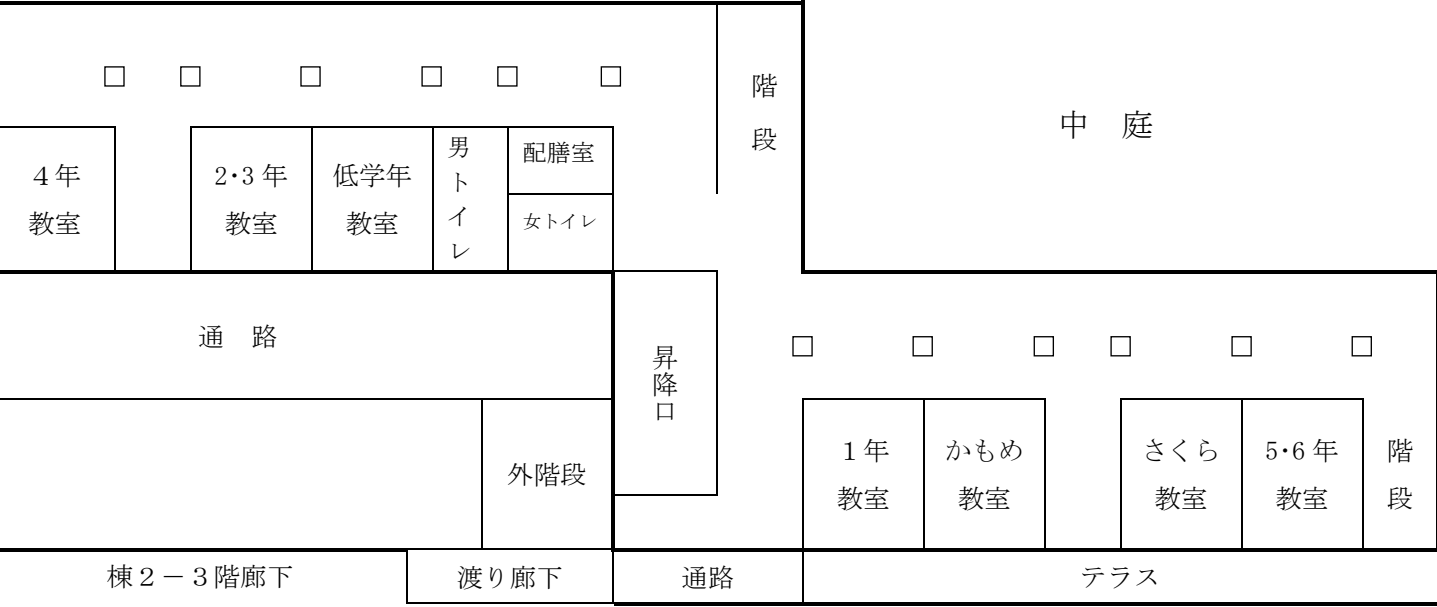 階
段
中 庭
4年
教室
2・3年
教室
低学年
教室
男トイレ
配膳室
女トイレ
通 路
昇降口
外階段
1年
教室
かもめ
教室
さくら
教室
5・6年
教室
階
段
棟2-3階廊下
渡り廊下
通路
テラス